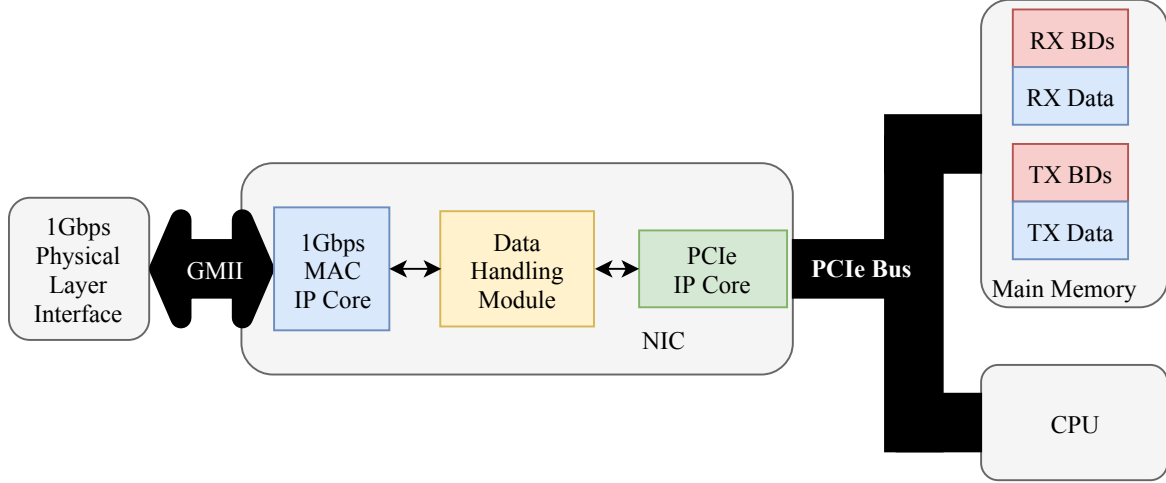 1Gbps
Physical
Layer
Interface
GMII
1Gbps
MAC
IP Core
Data
Handling
Module
PCIe
IP Core
NIC
PCIe Bus
RX BDs
RX Data
TX BDs
TX Data
Main Memory
CPU